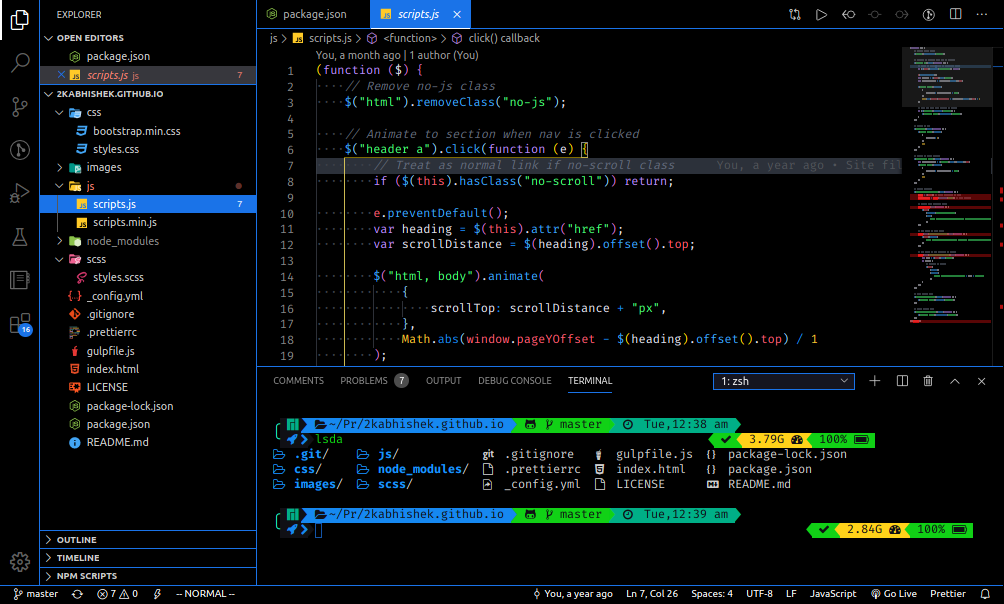 EXPLORER
OPEN EDITORS
package.json
scripts.js js 7
2KABHISHEK.GITHUB.IO
css
bootstrap.min.css
styles.css
images
js
scripts.js 7
scripts.min.js
node_modules
scss
styles.scss
_config.yml
.gitignore
.prettierrc
gulpfile.js
index.html
LICENSE
package-lock.json
package.json
README.md
16
OUTLINE
TIMELINE
NPM SCRIPTS
package.json
scripts.js
js > scripts.js > <function> > click() callback
You, a month ago | 1 author (You)
1 (function ($) {
2 // Remove no-js class
3 $("html").removeClass("no-js");
4
5 // Animate to section when nav is clicked
6 $("header a").click(function (e) {
7 // Treat as normal link if no-scroll class You, a year ago • Site fil
8 if ($(this).hasClass("no-scroll")) return;
9
10 e.preventDefault();
11 var heading = $(this).attr("href");
12 var scrollDistance = $(heading).offset().top;
13
14 $("html, body").animate(
15 {
16 scrollTop: scrollDistance + "px",
17 },
18 Math.abs(window.pageYOffset - $(heading).offset().top) / 1
19 );
COMMENTS PROBLEMS 7 OUTPUT DEBUG CONSOLE TERMINAL 1: zsh
~/Pr/2kabhishek.github.io master Tue,12:38 am
lsda 3.79G 100%
.git/ js/ .gitignore gulpfile.js package-lock.json
css/ node_modules/ .prettierrc index.html package.json
images/ scss/ _config.yml LICENSE README.md
~/Pr/2kabhishek.github.io master Tue,12:39 am
2.84G 100%
master 7 0 -- NORMAL -- You, a year ago Ln 7, Col 26 Spaces: 4 UTF-8 LF JavaScript Go Live Prettier